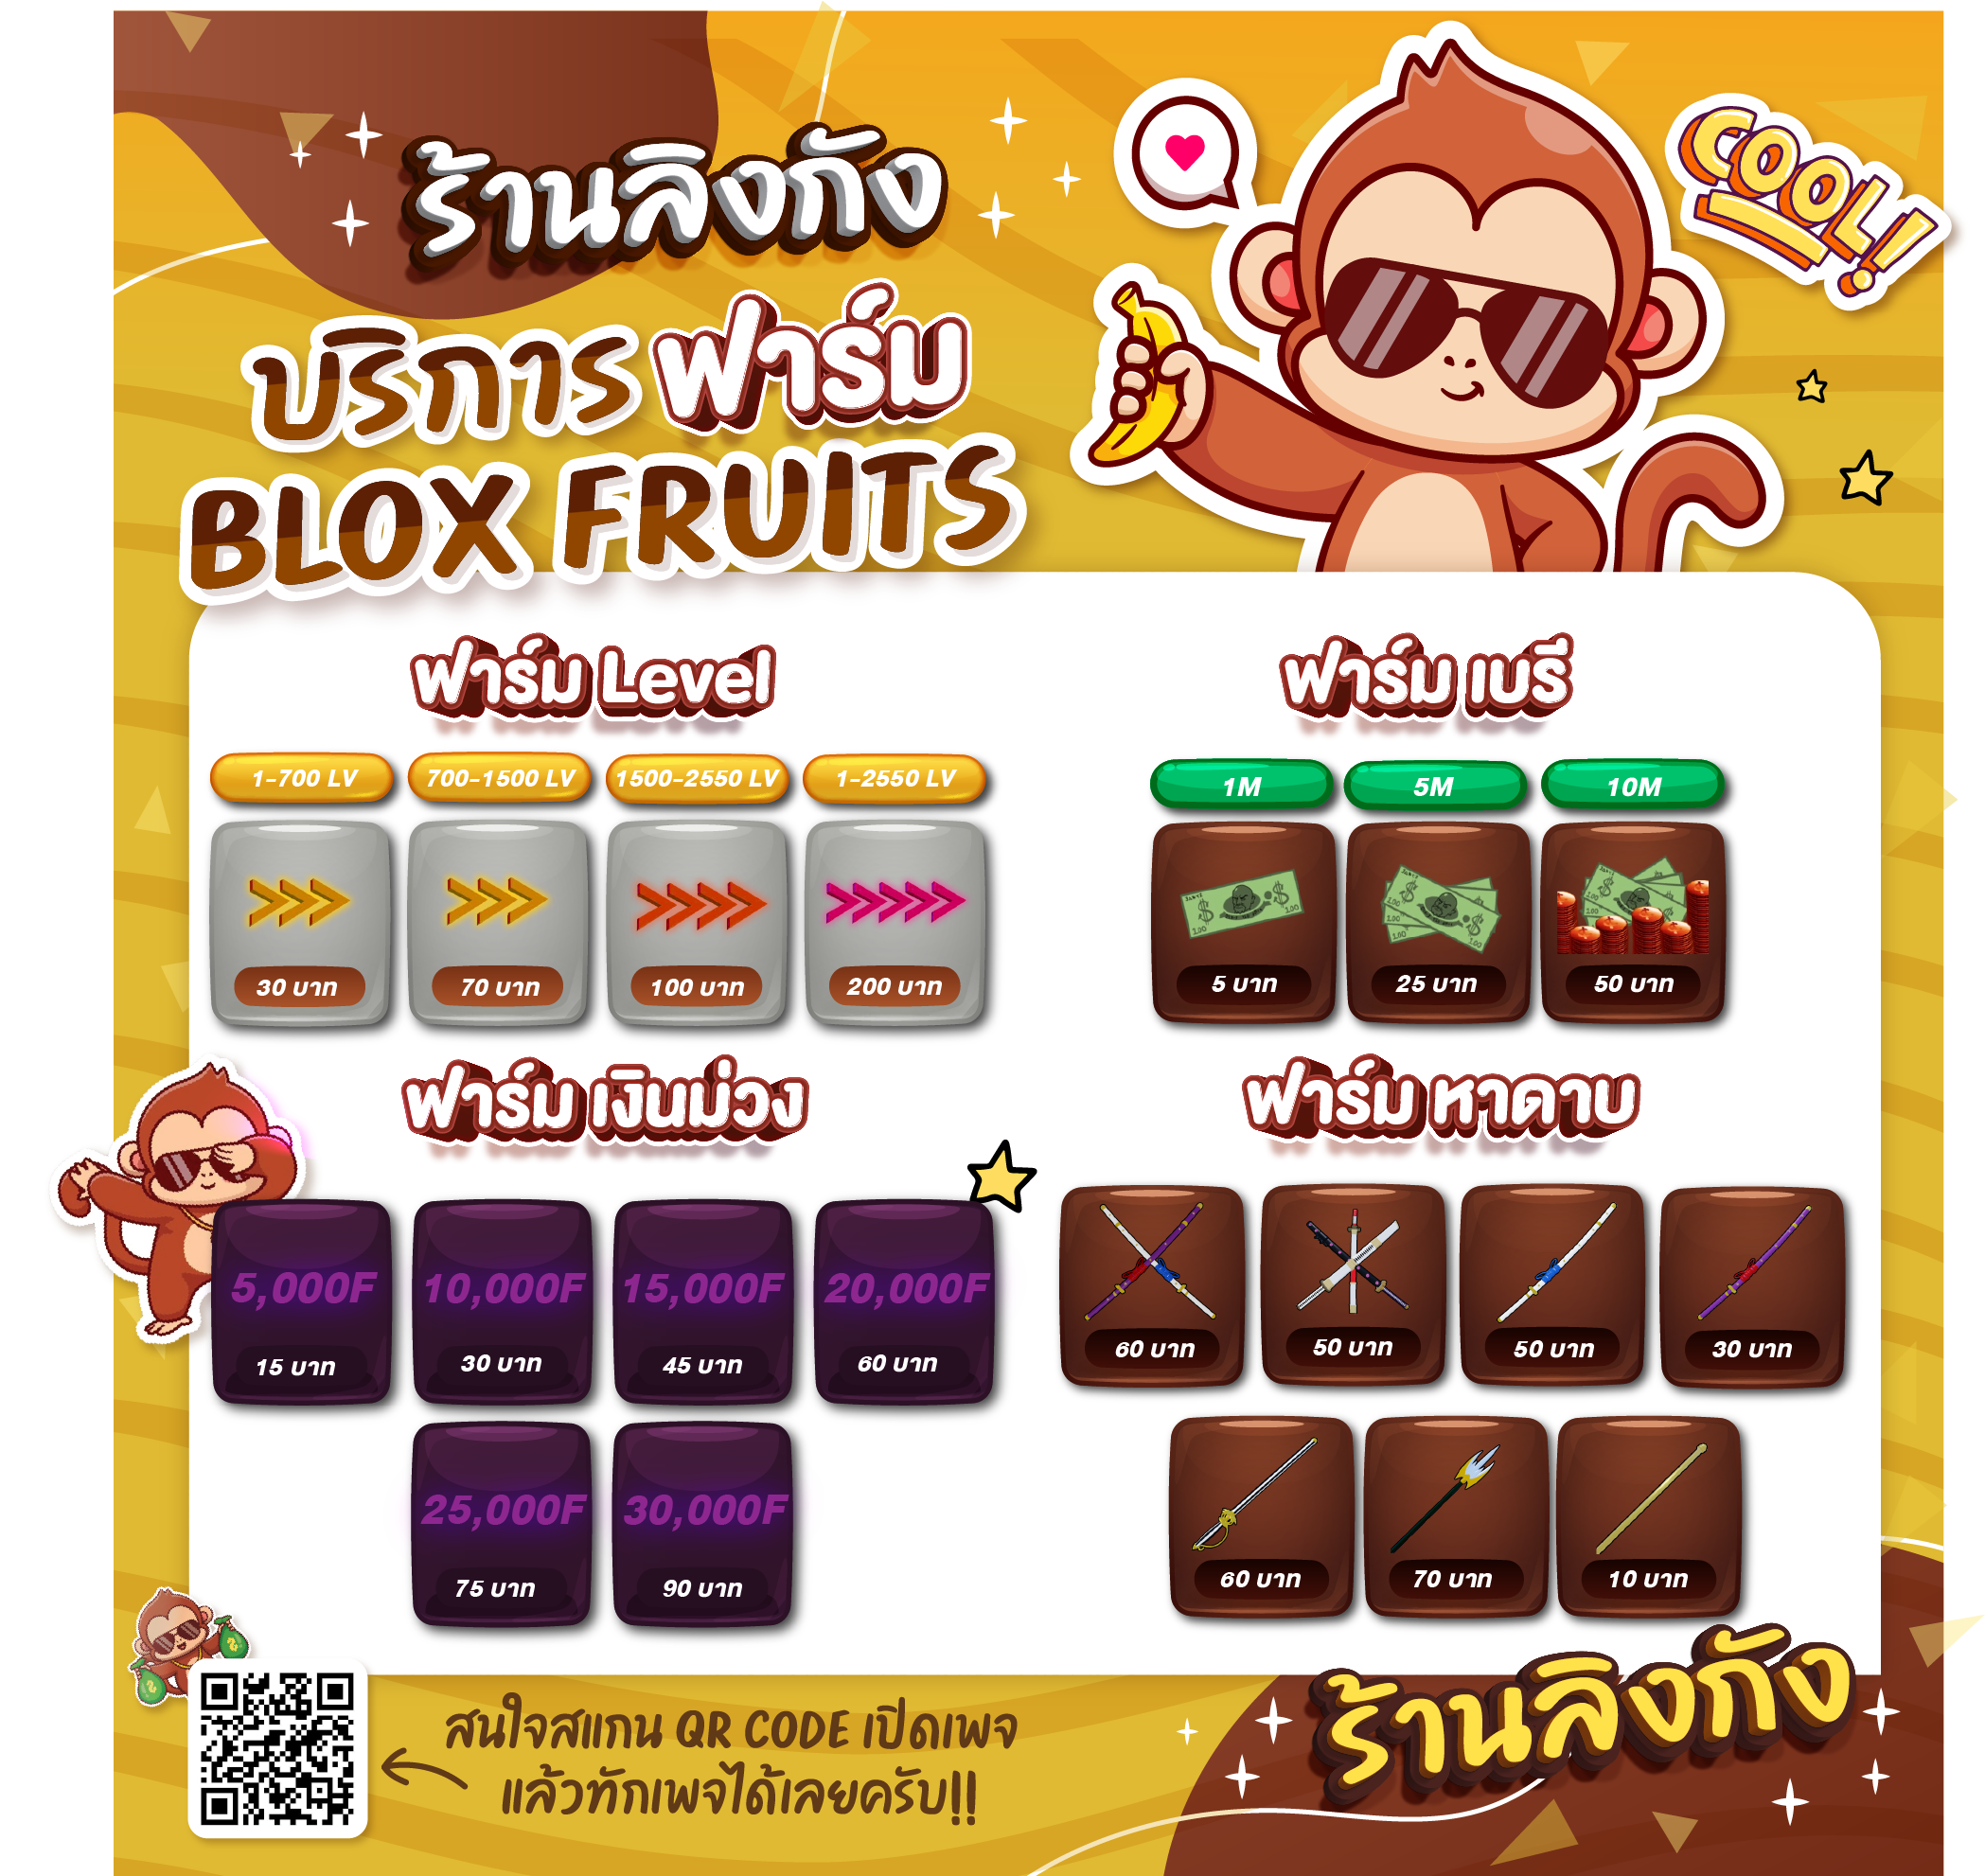 ร้านลิงกัง
COOL!
บริการ ฟาร์ม
BLOX FRUITS
ฟาร์ม Level
1-700 LV 700-1500 LV 1500-2550 LV 1-2550 LV
30 บาท 70 บาท 100 บาท 200 บาท
ฟาร์ม เบรี
1M 5M 10M
5 บาท 25 บาท 50 บาท
ฟาร์ม เงินม่วง
5,000F 10,000F 15,000F 20,000F
15 บาท 30 บาท 45 บาท 60 บาท
25,000F 30,000F
75 บาท 90 บาท
ฟาร์ม หาดาบ
60 บาท 50 บาท 50 บาท 30 บาท
60 บาท 70 บาท 10 บาท
สนใจสแกน QR CODE เปิดเพจ
แล้วทักเพจได้เลยครับ!!
ร้านลิงกัง